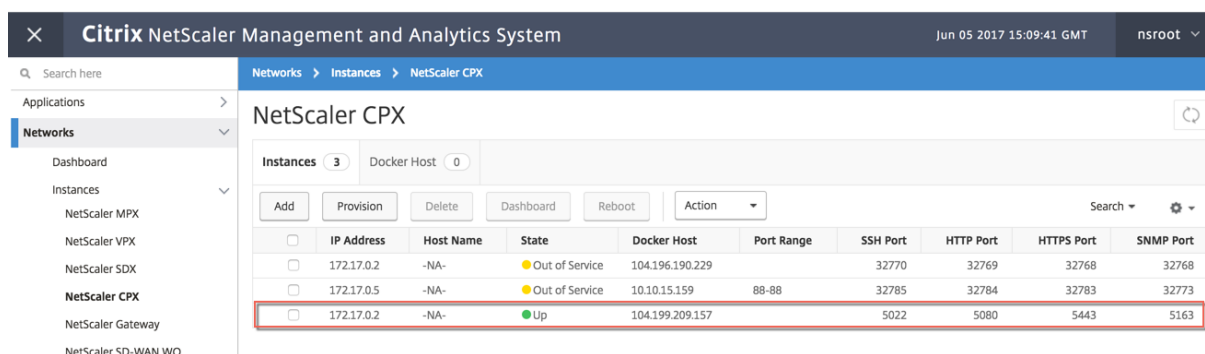 Citrix NetScaler Management and Analytics System
Jun 05 2017 15:09:41 GMT
nsroot
Search here
Networks > Instances > NetScaler CPX
Applications
NetScaler CPX
Networks
Dashboard
Instances 3 Docker Host 0
Instances
NetScaler MPX
Add Provision Delete Dashboard Reboot Action Search
NetScaler VPX
IP Address Host Name State Docker Host Port Range SSH Port HTTP Port HTTPS Port SNMP Port
NetScaler SDX
172.17.0.2 -NA- Out of Service 104.196.190.229 32770 32769 32768 32768
NetScaler CPX
172.17.0.5 -NA- Out of Service 10.10.15.159 88-88 32785 32784 32783 32773
172.17.0.2 -NA- Up 104.199.209.157 5022 5080 5443 5163
NetScaler Gateway
NetScaler SD-WAN WO